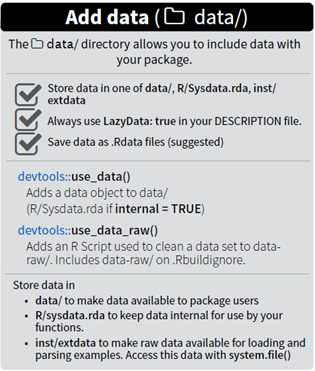 Add data ( data/)
The data/ directory allows you to include data with
your package.
Store data in one of data/, R/Sysdata.rda, inst/
extdata
Always use LazyData: true in your DESCRIPTION file.
Save data as .Rdata files (suggested)
devtools::use_data()
Adds a data object to data/
(R/Sysdata.rda if internal = TRUE)
devtools::use_data_raw()
Adds an R Script used to clean a data set to data-
raw/. Includes data-raw/ on .Rbuildignore.
Store data in
• data/ to make data available to package users
• R/sysdata.rda to keep data internal for use by your
functions.
• inst/extdata to make raw data available for loading and
parsing examples. Access this data with system.file()